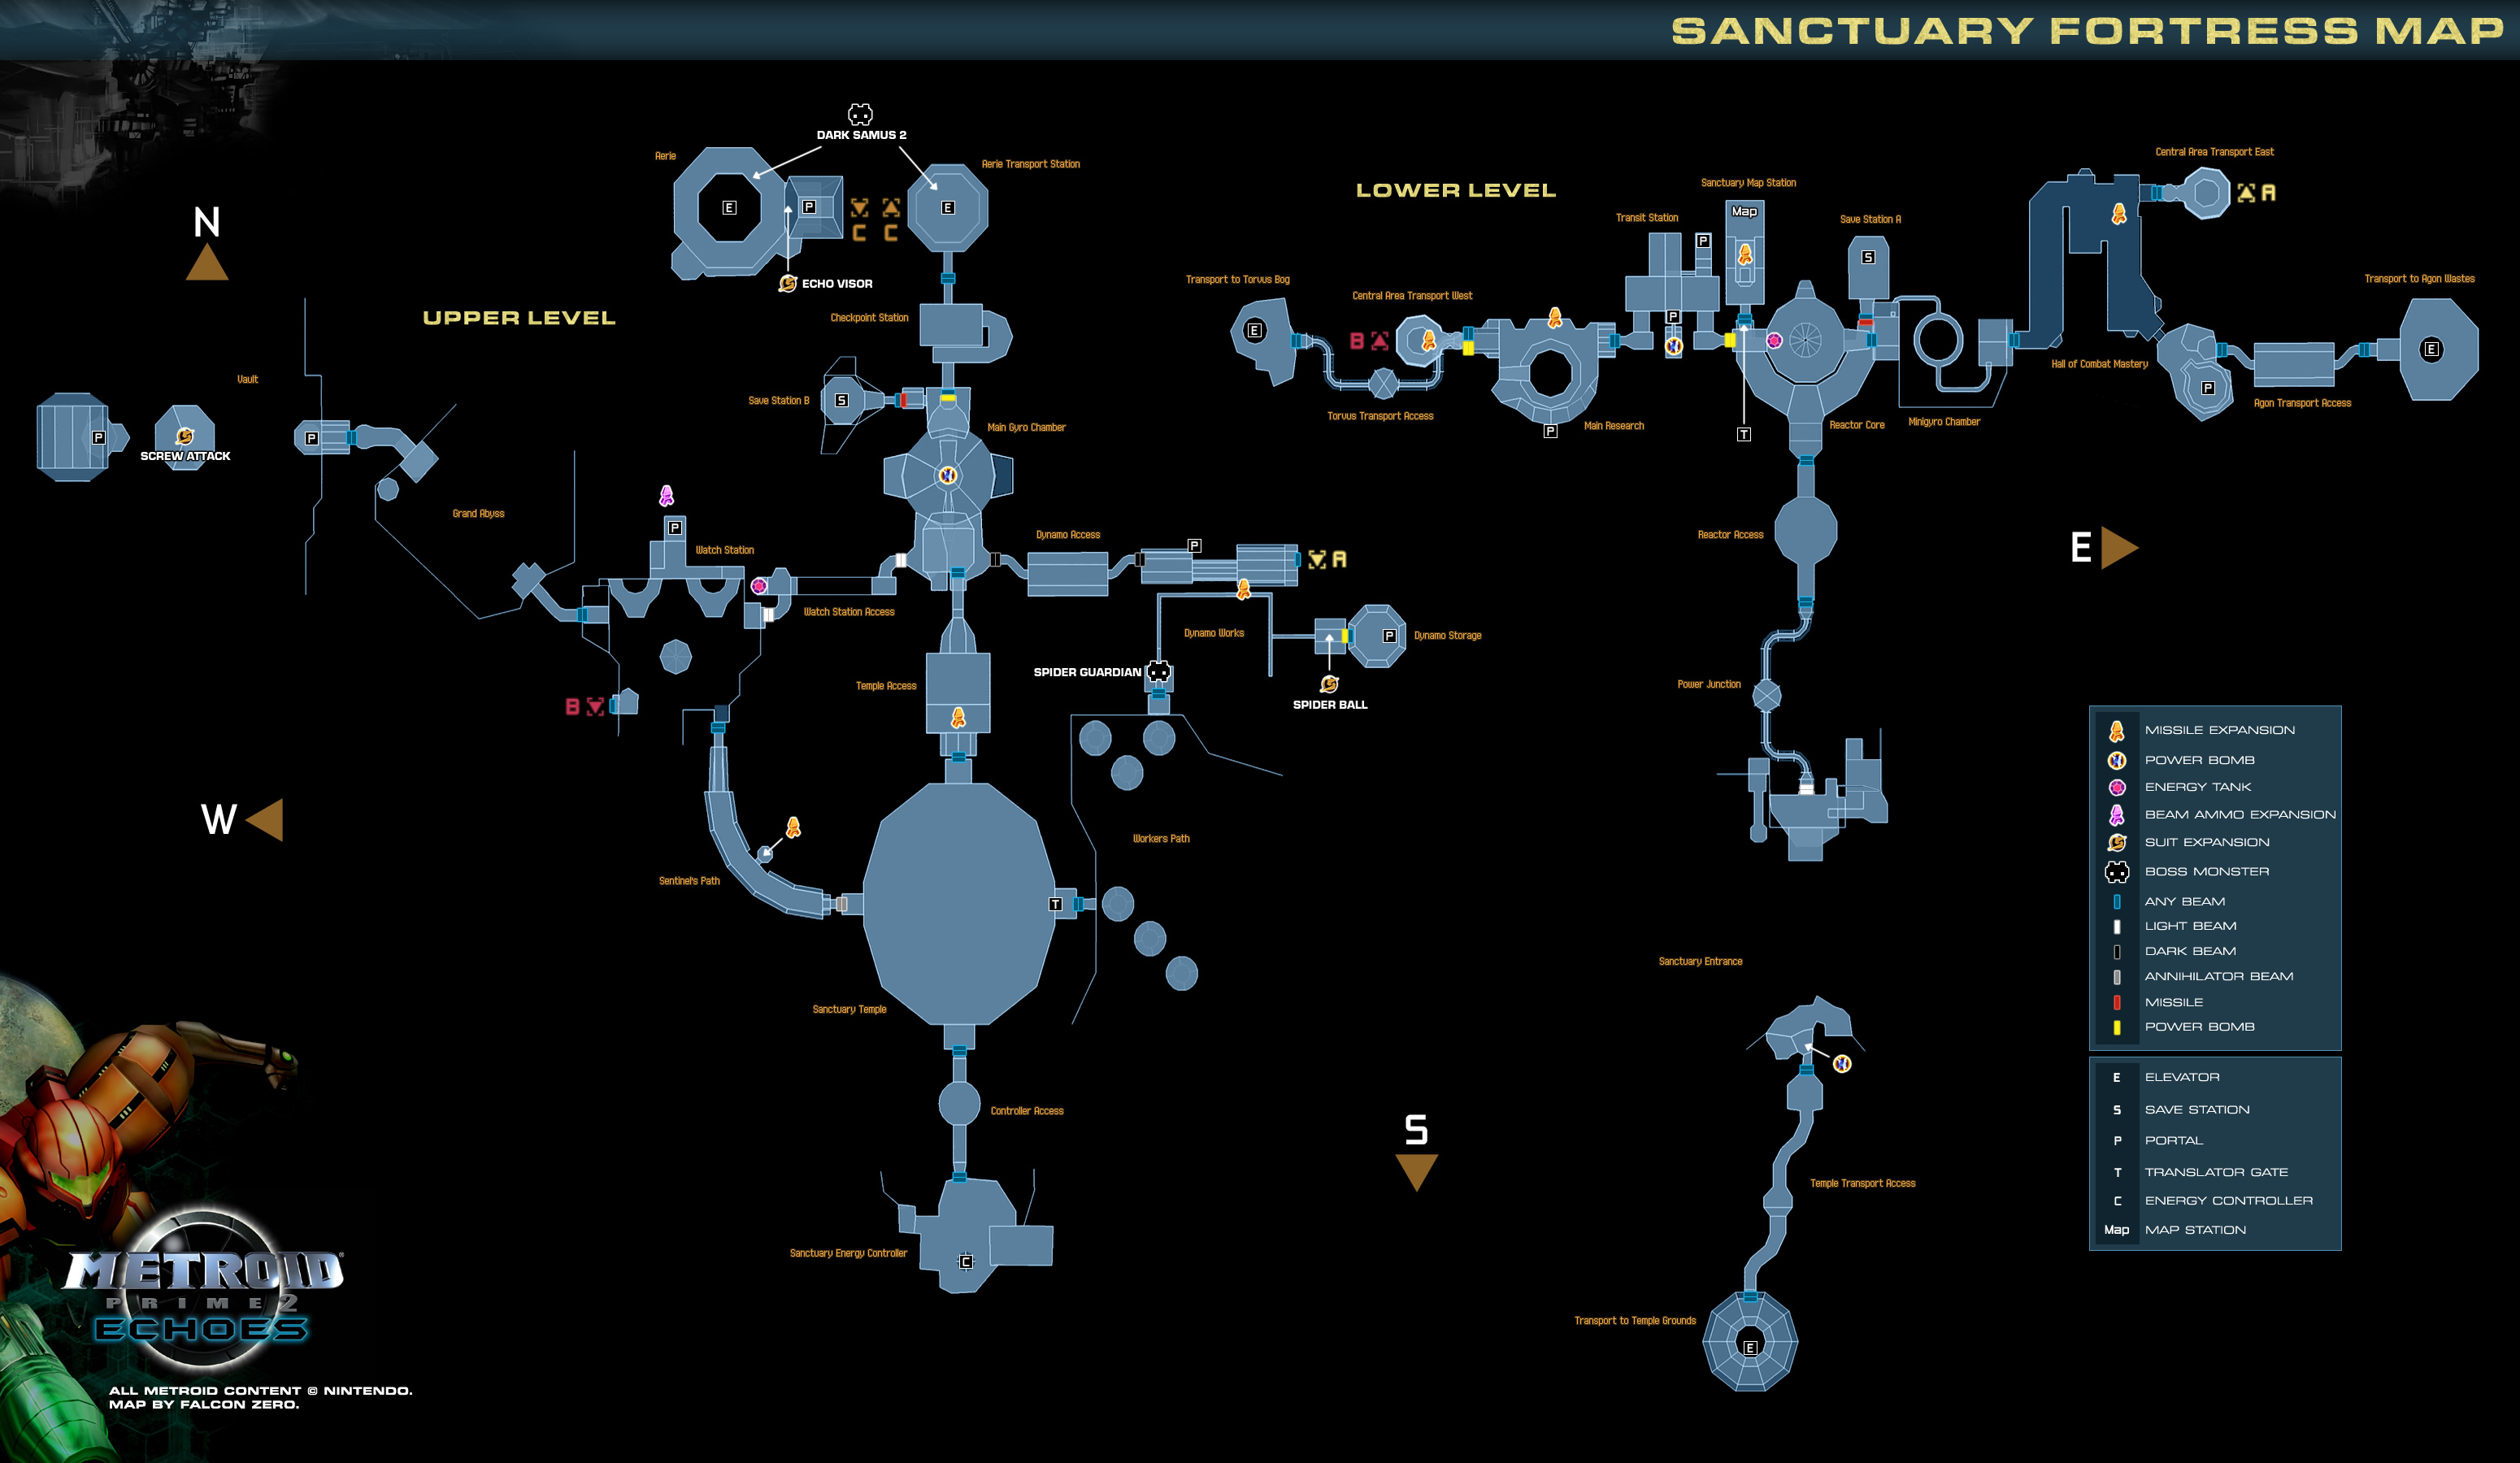 SANCTUARY FORTRESS MAP
DARK SAMUS 2
Aerie
Aerie Transport Station
E
P
E
C
C
ECHO VISOR
N
UPPER LEVEL
Checkpoint Station
Vault
Save Station B
S
Main Gyro Chamber
P
SCREW ATTACK
P
Grand Abyss
P
Watch Station
Dynamo Access
P
A
Watch Station Access
Dynamo Works
P
Dynamo Storage
SPIDER GUARDIAN
SPIDER BALL
B
Temple Access
Workers Path
Sentinel's Path
T
Sanctuary Temple
Controller Access
Sanctuary Energy Controller
C
LOWER LEVEL
Central Area Transport East
A
Sanctuary Map Station
Map
Transit Station
P
Save Station A
S
Transport to Torvus Bog
E
Central Area Transport West
B
P
Transport to Agon Wastes
E
Hall of Combat Mastery
P
Agon Transport Access
Torvus Transport Access
Main Research
P
T
Reactor Core
Minigyro Chamber
Reactor Access
E
Power Junction
W
Sanctuary Entrance
S
Temple Transport Access
Transport to Temple Grounds
E
MISSILE EXPANSION
POWER BOMB
ENERGY TANK
BEAM AMMO EXPANSION
SUIT EXPANSION
BOSS MONSTER
ANY BEAM
LIGHT BEAM
DARK BEAM
ANNIHILATOR BEAM
MISSILE
POWER BOMB
E ELEVATOR
S SAVE STATION
P PORTAL
T TRANSLATOR GATE
C ENERGY CONTROLLER
Map MAP STATION
METROID
PRIME 2
ECHOES
ALL METROID CONTENT © NINTENDO.
MAP BY FALCON ZERO.